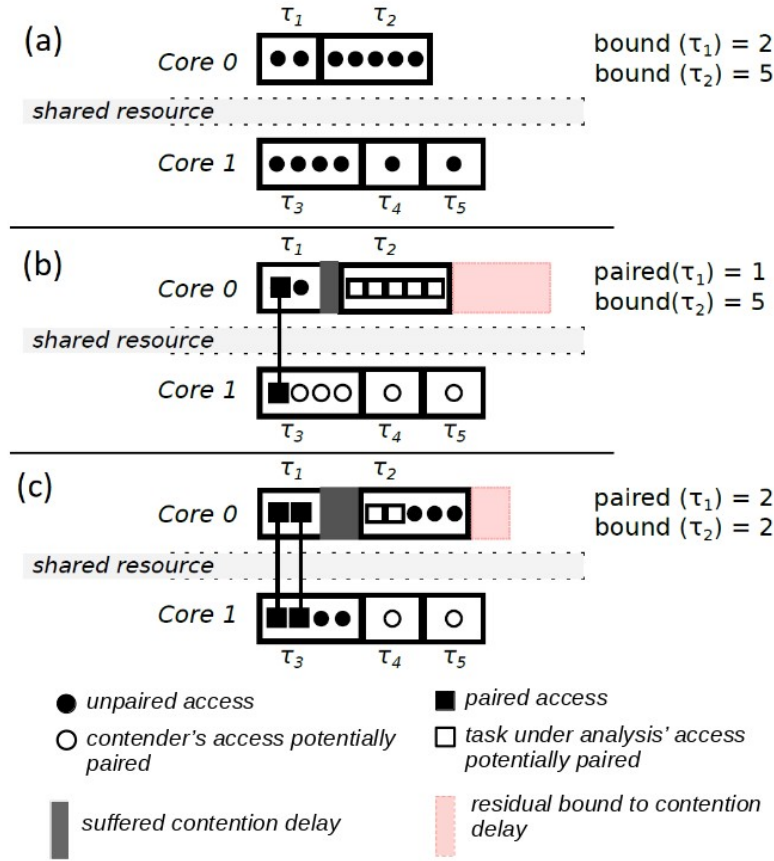 (a)
τ1 τ2
Core 0
bound (τ1) = 2
bound (τ2) = 5
shared resource
Core 1
τ3 τ4 τ5
(b)
τ1 τ2
Core 0
paired(τ1) = 1
bound(τ2) = 5
shared resource
Core 1
τ3 τ4 τ5
(c)
τ1 τ2
Core 0
paired (τ1) = 2
bound (τ2) = 2
shared resource
Core 1
τ3 τ4 τ5
unpaired access
paired access
contender's access potentially
paired
task under analysis' access
potentially paired
suffered contention delay
residual bound to contention
delay